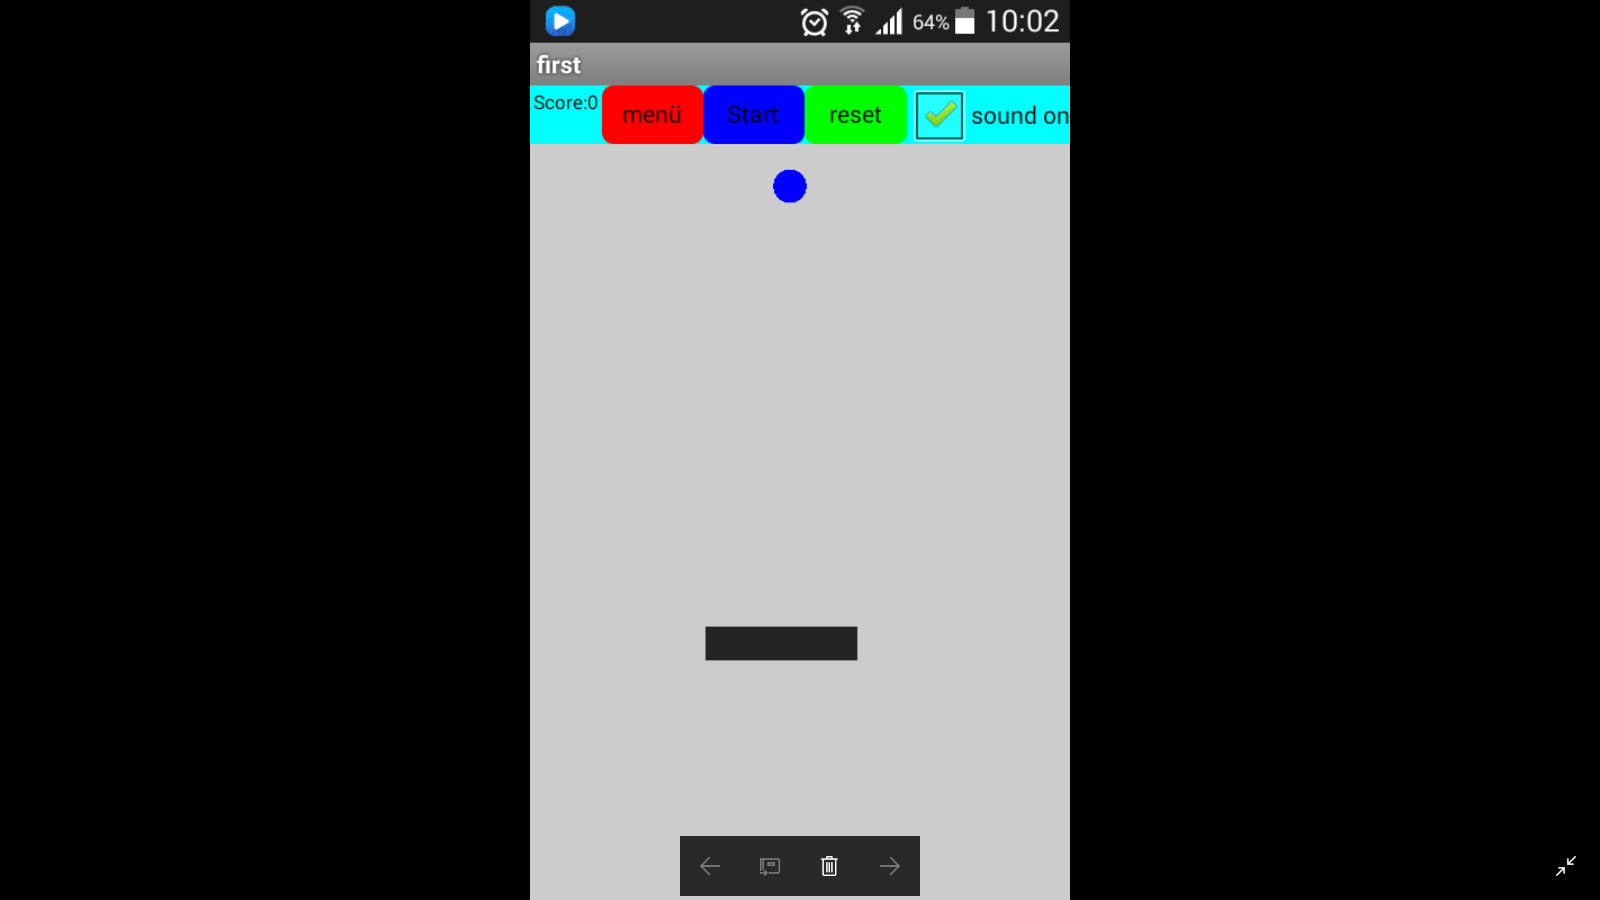 64% 10:02
first
Score:0 menü Start reset sound on